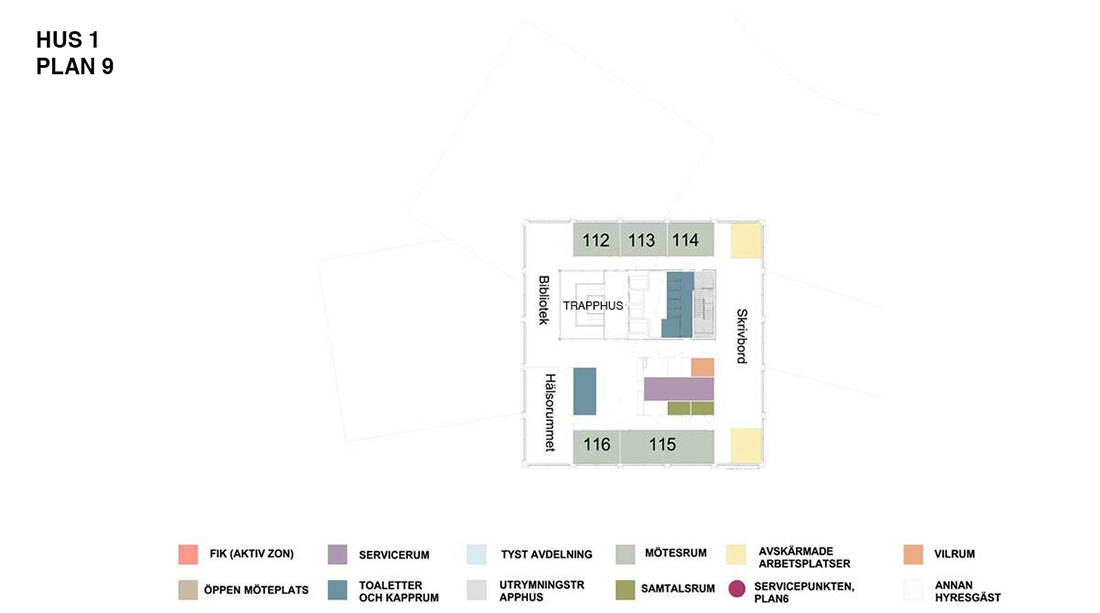 HUS 1
PLAN 9
112
113
114
Bibliotek
TRAPPHUS
Skrivbord
Hälsorummet
116
115
FIK (AKTIV ZON)
SERVICERUM
TYST AVDELNING
MÖTESRUM
AVSKÄRMADE
ARBETSPLATSER
VILRUM
ÖPPEN MÖTEPLATS
TOALETTER
OCH KAPPRUM
UTRYMNINGSTR
APPHUS
SAMTALSRUM
SERVICEPUNKTEN,
PLAN6
ANNAN
HYRESGÄST